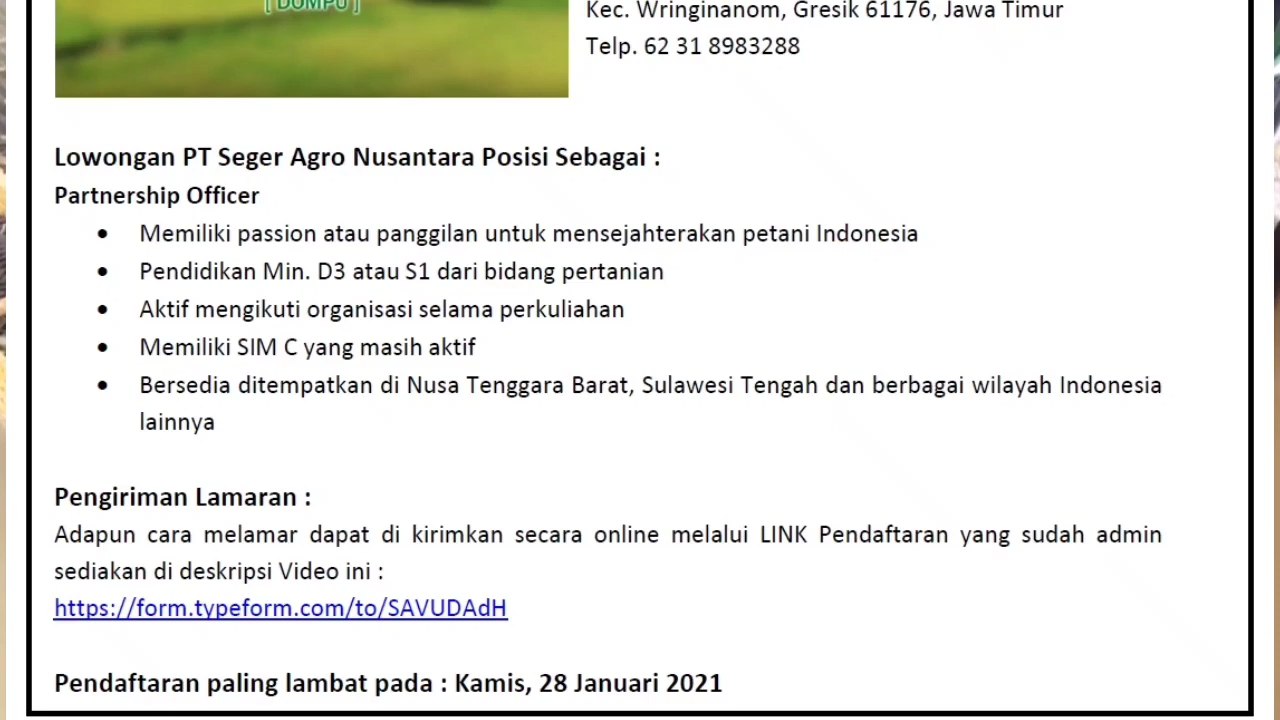 [ DOMPU ]
Kec. Wringinanom, Gresik 61176, Jawa Timur
Telp. 62 31 8983288
Lowongan PT Seger Agro Nusantara Posisi Sebagai :
Partnership Officer
• Memiliki passion atau panggilan untuk mensejahterakan petani Indonesia
• Pendidikan Min. D3 atau S1 dari bidang pertanian
• Aktif mengikuti organisasi selama perkuliahan
• Memiliki SIM C yang masih aktif
• Bersedia ditempatkan di Nusa Tenggara Barat, Sulawesi Tengah dan berbagai wilayah Indonesia
lainnya
Pengiriman Lamaran :
Adapun cara melamar dapat di kirimkan secara online melalui LINK Pendaftaran yang sudah admin
sediakan di deskripsi Video ini :
https://form.typeform.com/to/SAVUDAdH
Pendaftaran paling lambat pada : Kamis, 28 Januari 2021